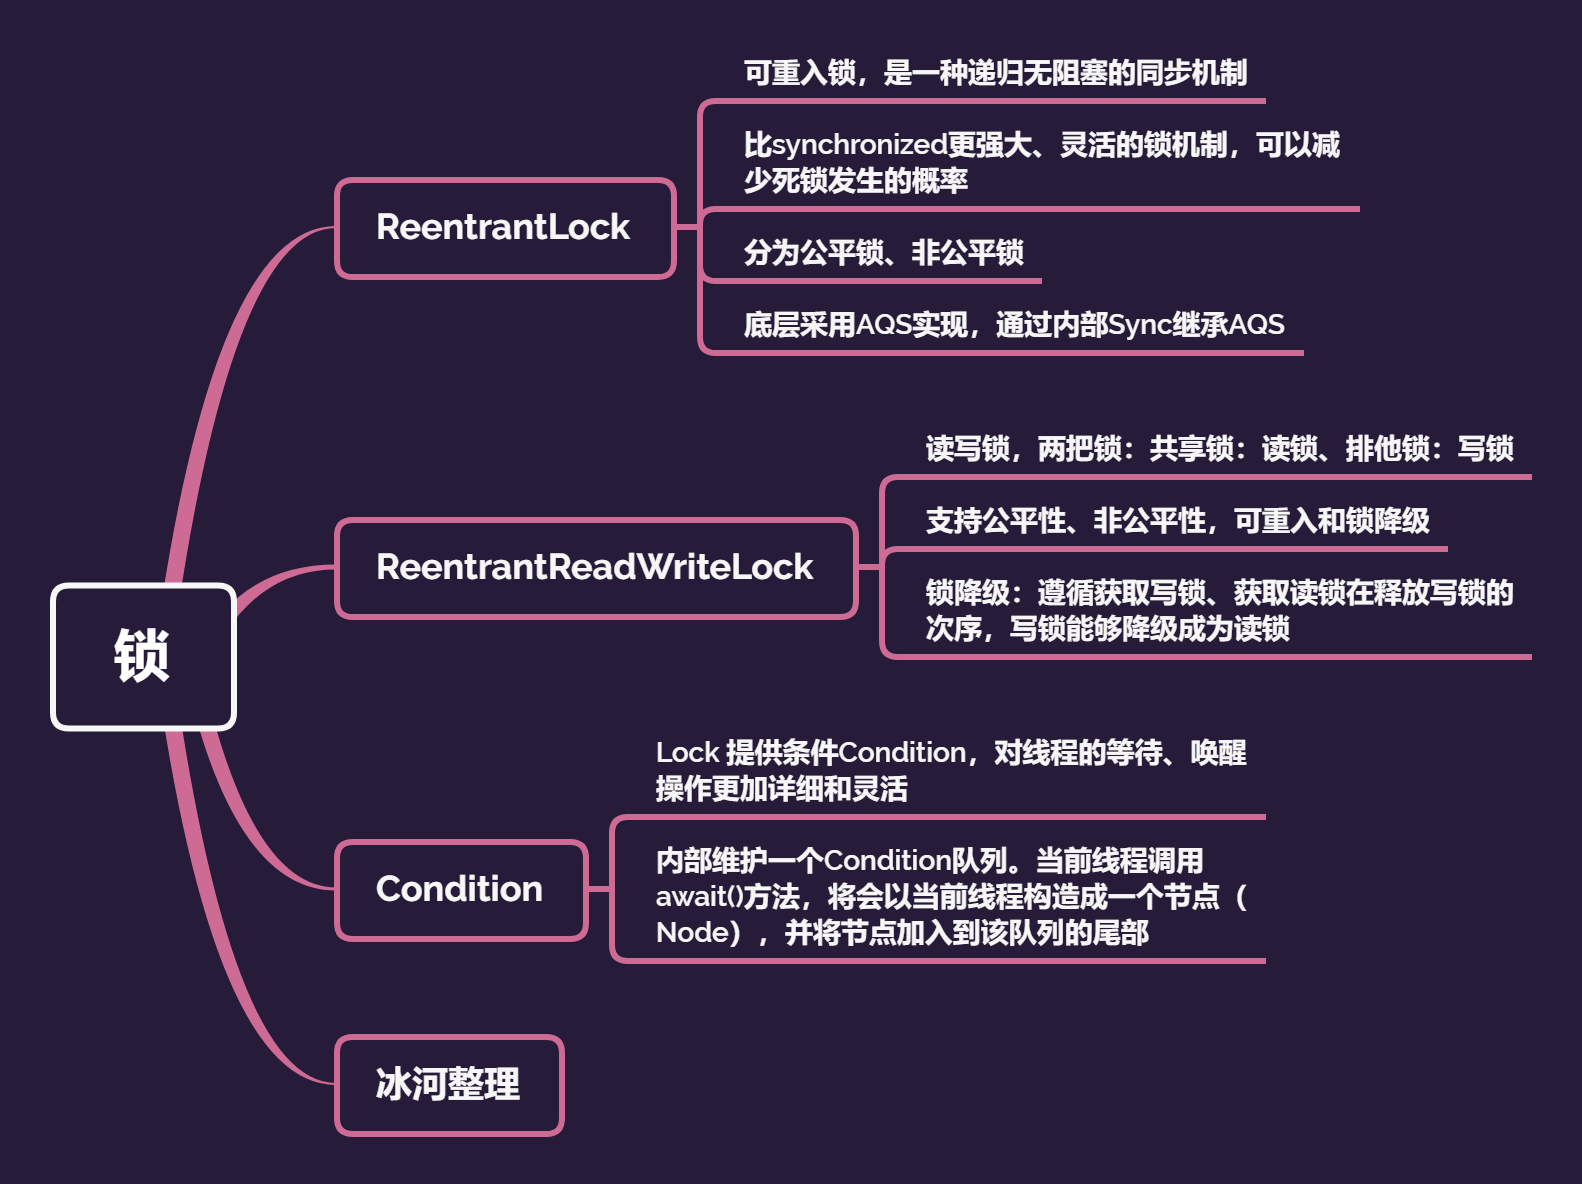 可重入锁，是一种递归无阻塞的同步机制
比synchronized更强大、灵活的锁机制，可以减
少死锁发生的概率
ReentrantLock
分为公平锁、非公平锁
底层采用AQS实现，通过内部Sync继承AQS
读写锁，两把锁：共享锁：读锁、排他锁：写锁
支持公平性、非公平性，可重入和锁降级
ReentrantReadWriteLock
锁降级：遵循获取写锁、获取读锁在释放写锁的
次序，写锁能够降级成为读锁
锁
Lock 提供条件Condition，对线程的等待、唤醒
操作更加详细和灵活
Condition
内部维护一个Condition队列。当前线程调用
await()方法，将会以当前线程构造成一个节点（
Node），并将节点加入到该队列的尾部
冰河整理